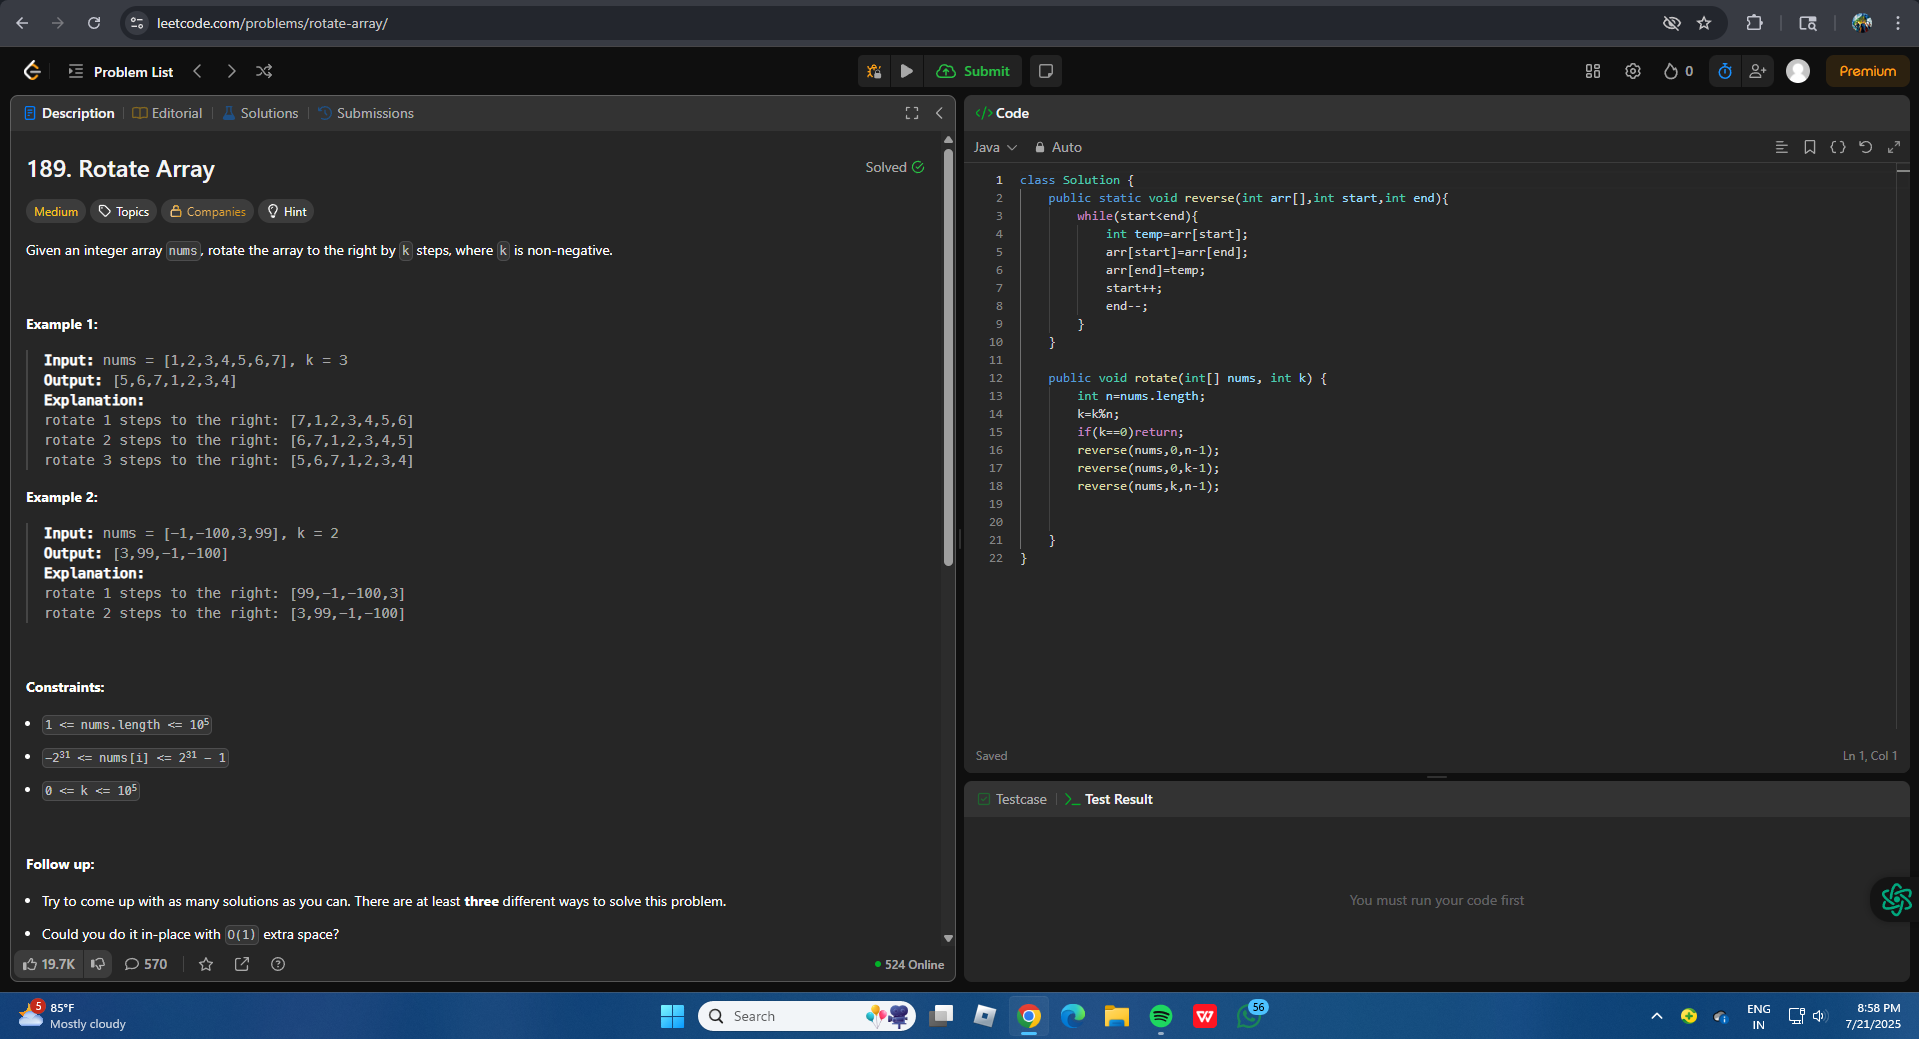 leetcode.com/problems/rotate-array/
Problem List
Submit
0
Premium
Description
Editorial
Solutions
Submissions
189. Rotate Array
Solved
Medium
Topics
Companies
Hint
Given an integer array nums, rotate the array to the right by k steps, where k is non-negative.
Example 1:
Input: nums = [1,2,3,4,5,6,7], k = 3
Output: [5,6,7,1,2,3,4]
Explanation:
rotate 1 steps to the right: [7,1,2,3,4,5,6]
rotate 2 steps to the right: [6,7,1,2,3,4,5]
rotate 3 steps to the right: [5,6,7,1,2,3,4]
Example 2:
Input: nums = [-1,-100,3,99], k = 2
Output: [3,99,-1,-100]
Explanation:
rotate 1 steps to the right: [99,-1,-100,3]
rotate 2 steps to the right: [3,99,-1,-100]
Constraints:
• 1 <= nums.length <= 10⁵
• -2³¹ <= nums[i] <= 2³¹ - 1
• 0 <= k <= 10⁵
Follow up:
• Try to come up with as many solutions as you can. There are at least three different ways to solve this problem.
• Could you do it in-place with O(1) extra space?
19.7K
570
524 Online
</> Code
Java
Auto
1 class Solution {
2     public static void reverse(int arr[],int start,int end){
3         while(start<end){
4             int temp=arr[start];
5             arr[start]=arr[end];
6             arr[end]=temp;
7             start++;
8             end--;
9         }
10     }
11
12     public void rotate(int[] nums, int k) {
13         int n=nums.length;
14         k=k%n;
15         if(k==0)return;
16         reverse(nums,0,n-1);
17         reverse(nums,0,k-1);
18         reverse(nums,k,n-1);
19
20
21     }
22 }
Saved
Ln 1, Col 1
Testcase
>_ Test Result
You must run your code first
5
85°F
Mostly cloudy
Search
W
56
ENG
IN
8:58 PM
7/21/2025